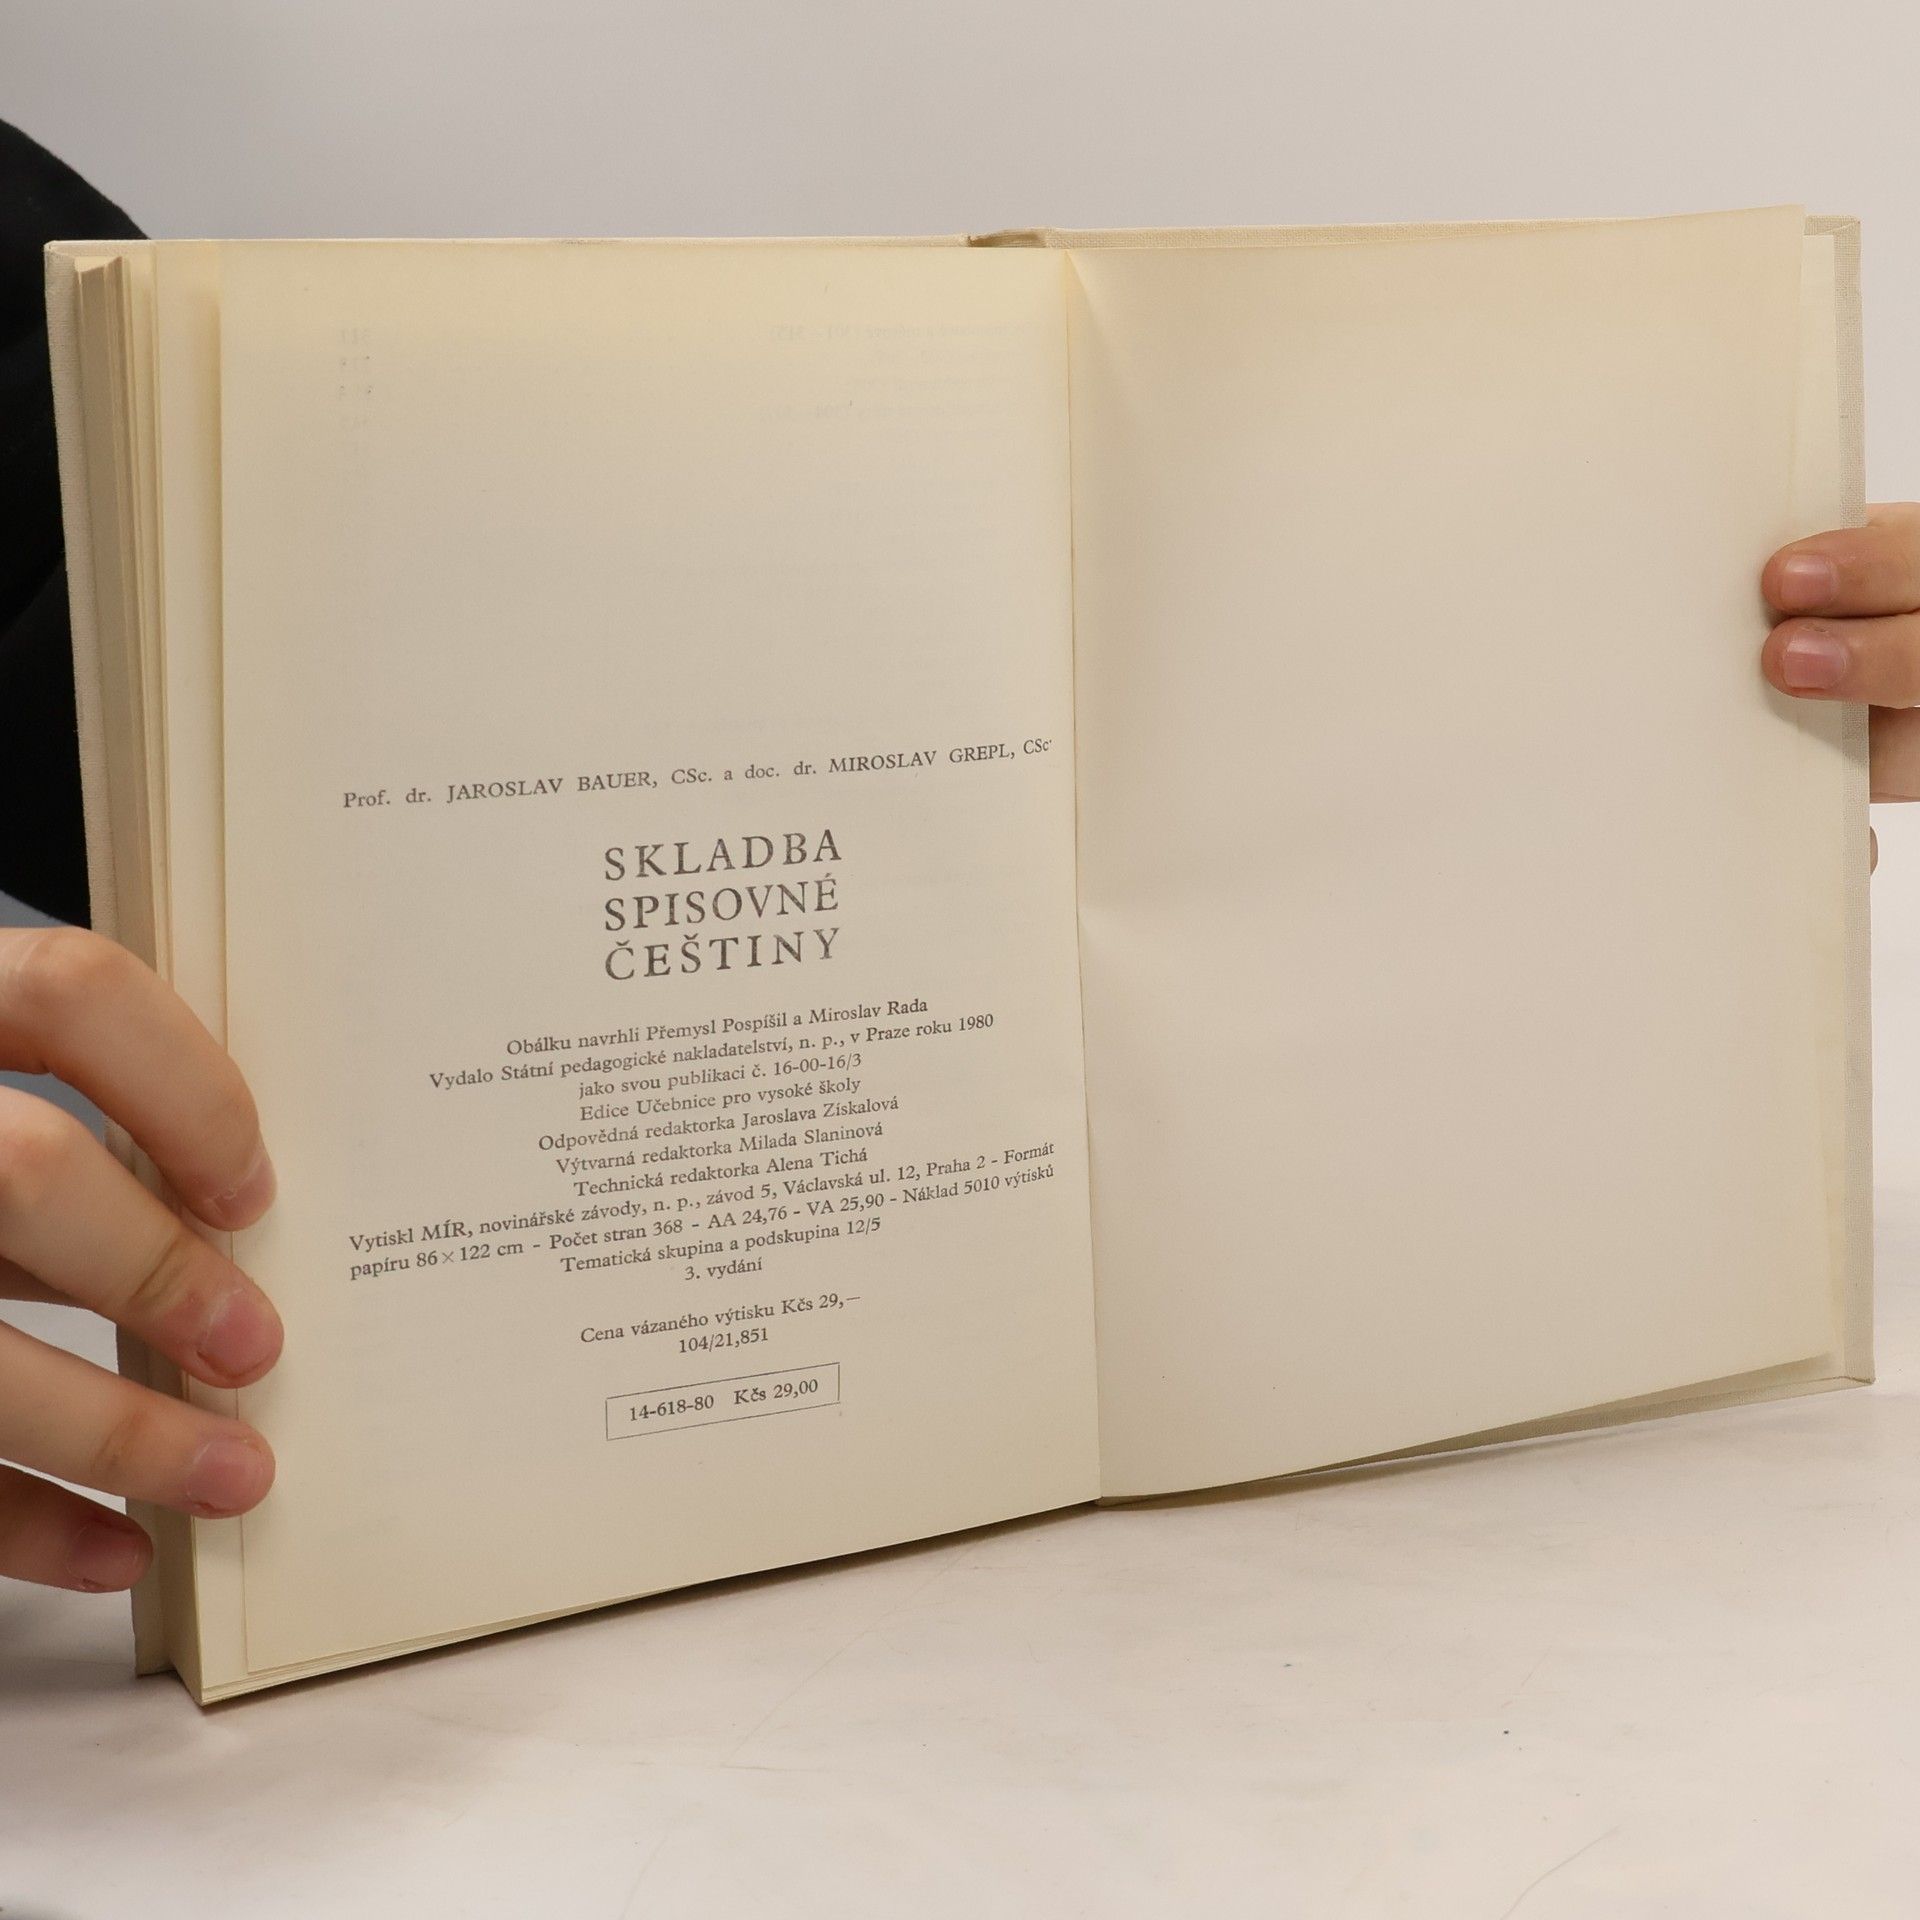 Prof. dr. JAROSLAV BAUER, CSc. a doc. dr. MIROSLAV GREPL, CSc.
SKLADBA
SPISOVNÉ
ČEŠTINY
Obálku navrhli Přemysl Pospíšil a Miroslav Rada
Vydalo Státní pedagogické nakladatelství, n. p., v Praze roku 1980
jako svou publikaci č. 16-00-16/3
Edice Učebnice pro vysoké školy
Odpovědná redaktorka Jaroslava Získalová
Výtvarná redaktorka Milada Slaninová
Technická redaktorka Alena Tichá
Vytiskl MÍR, novinářské závody, n. p., závod 5, Václavská ul. 12, Praha 2 - Formát
papíru 86 × 122 cm - Počet stran 368 - AA 24,76 - VA 25,90 - Náklad 5010 výtisků
Tematická skupina a podskupina 12/5
3. vydání
Cena vázaného výtisku Kčs 29,—
104/21,851
14-618-80 Kčs 29,00